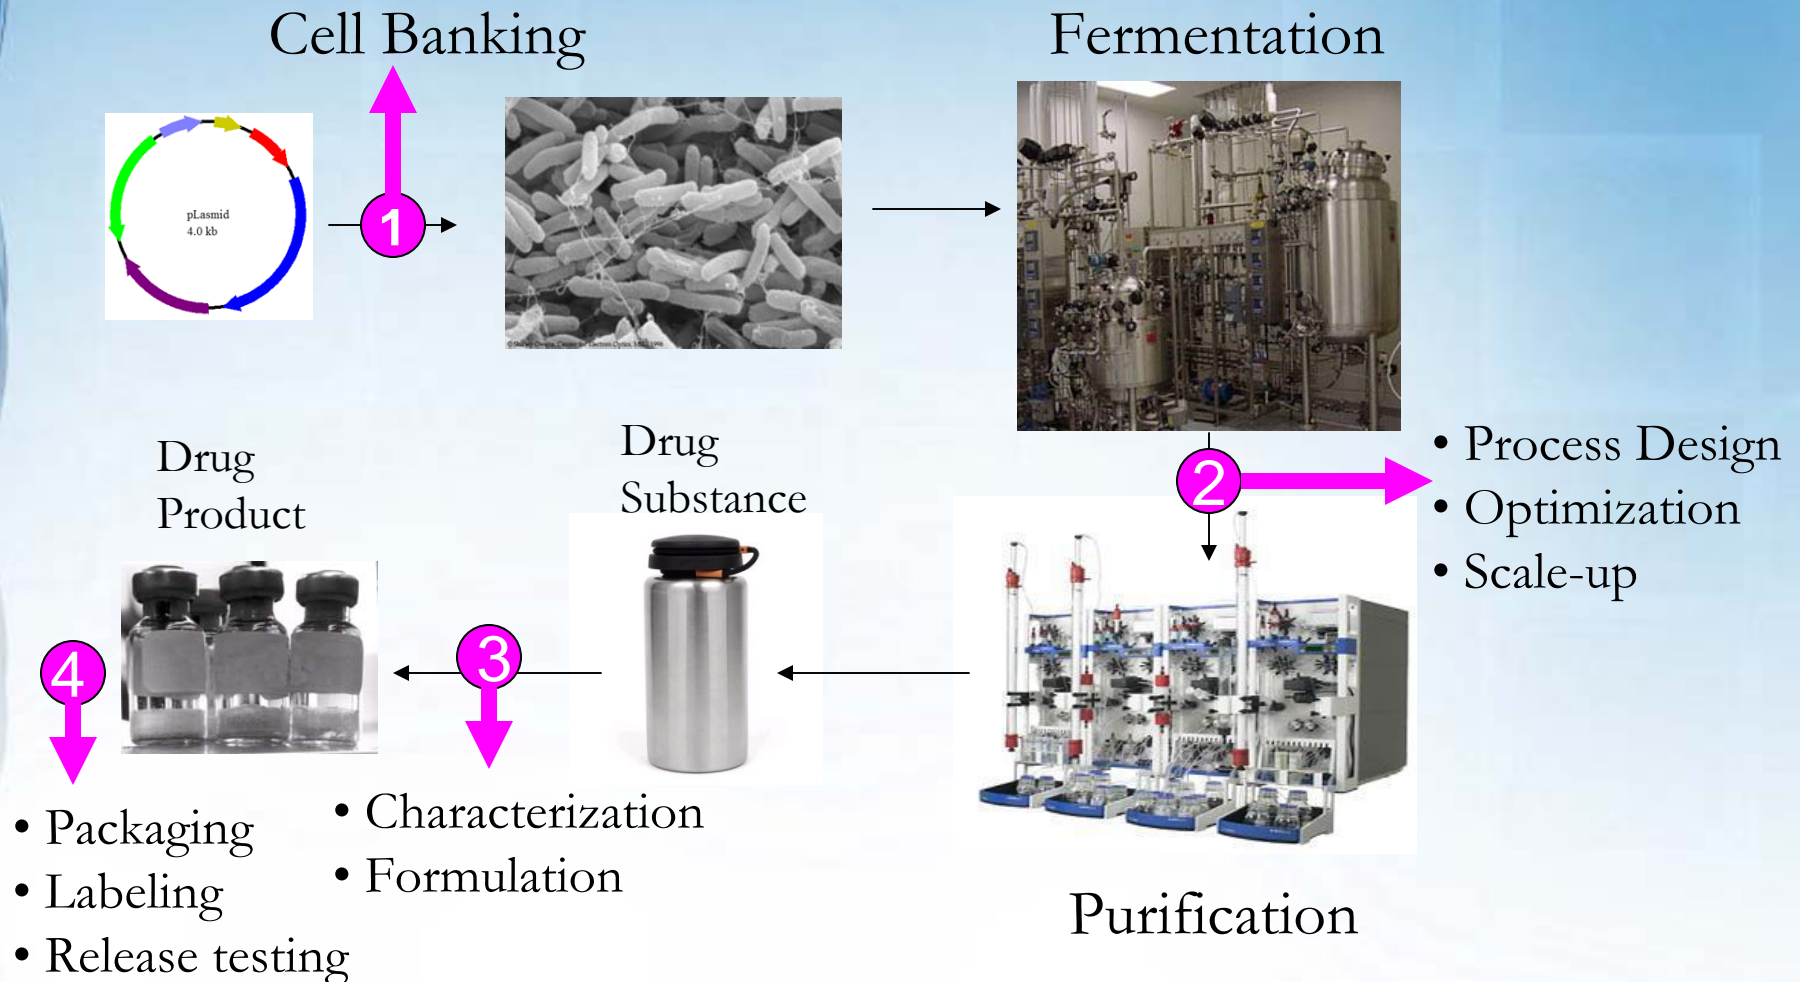 Cell Banking
Fermentation
pLasmid
4.0 kb
1
2
• Process Design
• Optimization
• Scale-up
Drug
Product
Drug
Substance
3
4
• Characterization
• Formulation
• Packaging
• Labeling
• Release testing
Purification